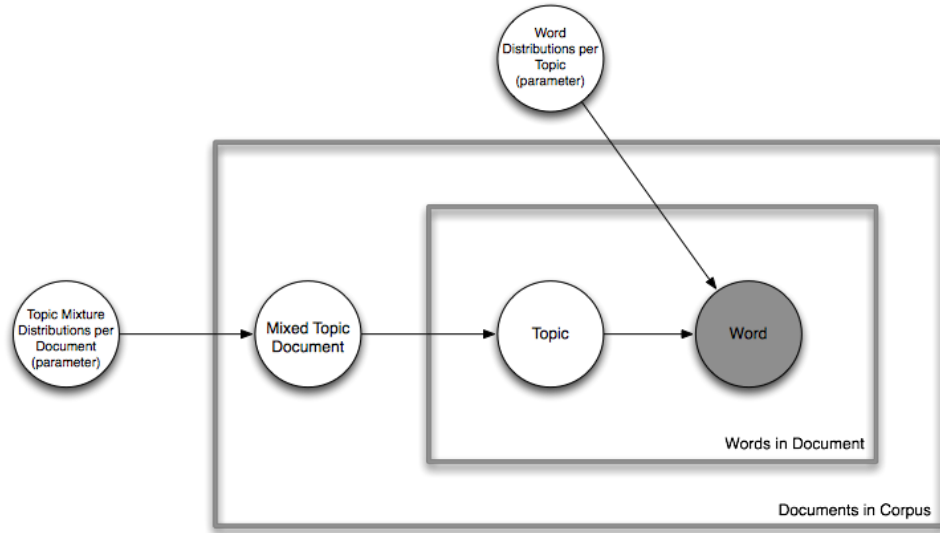 Word
Distributions per
Topic
(parameter)
Topic Mixture
Distributions per
Document
(parameter)
Mixed Topic
Document
Topic
Word
Words in Document
Documents in Corpus